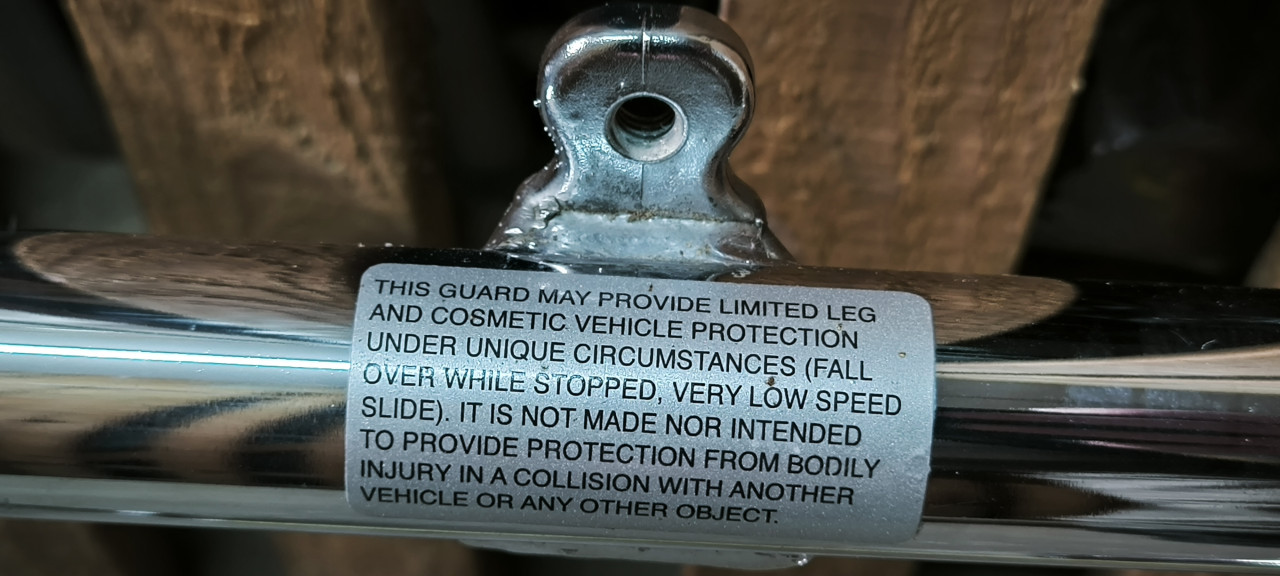 THIS GUARD MAY PROVIDE LIMITED LEG
AND COSMETIC VEHICLE PROTECTION
UNDER UNIQUE CIRCUMSTANCES (FALL
OVER WHILE STOPPED, VERY LOW SPEED
SLIDE). IT IS NOT MADE NOR INTENDED
TO PROVIDE PROTECTION FROM BODILY
INJURY IN A COLLISION WITH ANOTHER
VEHICLE OR ANY OTHER OBJECT.